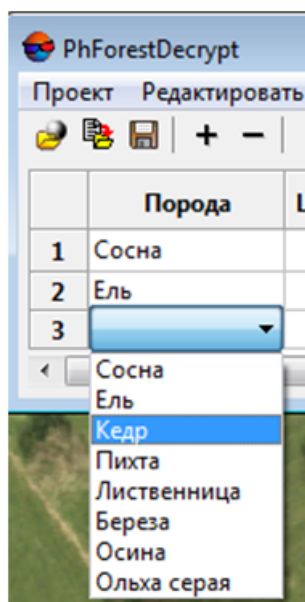 PhForestDecrypt
Проект Редактировать
Порода
1 Сосна
2 Ель
3
Сосна
Ель
Кедр
Пихта
Лиственница
Береза
Осина
Ольха серая